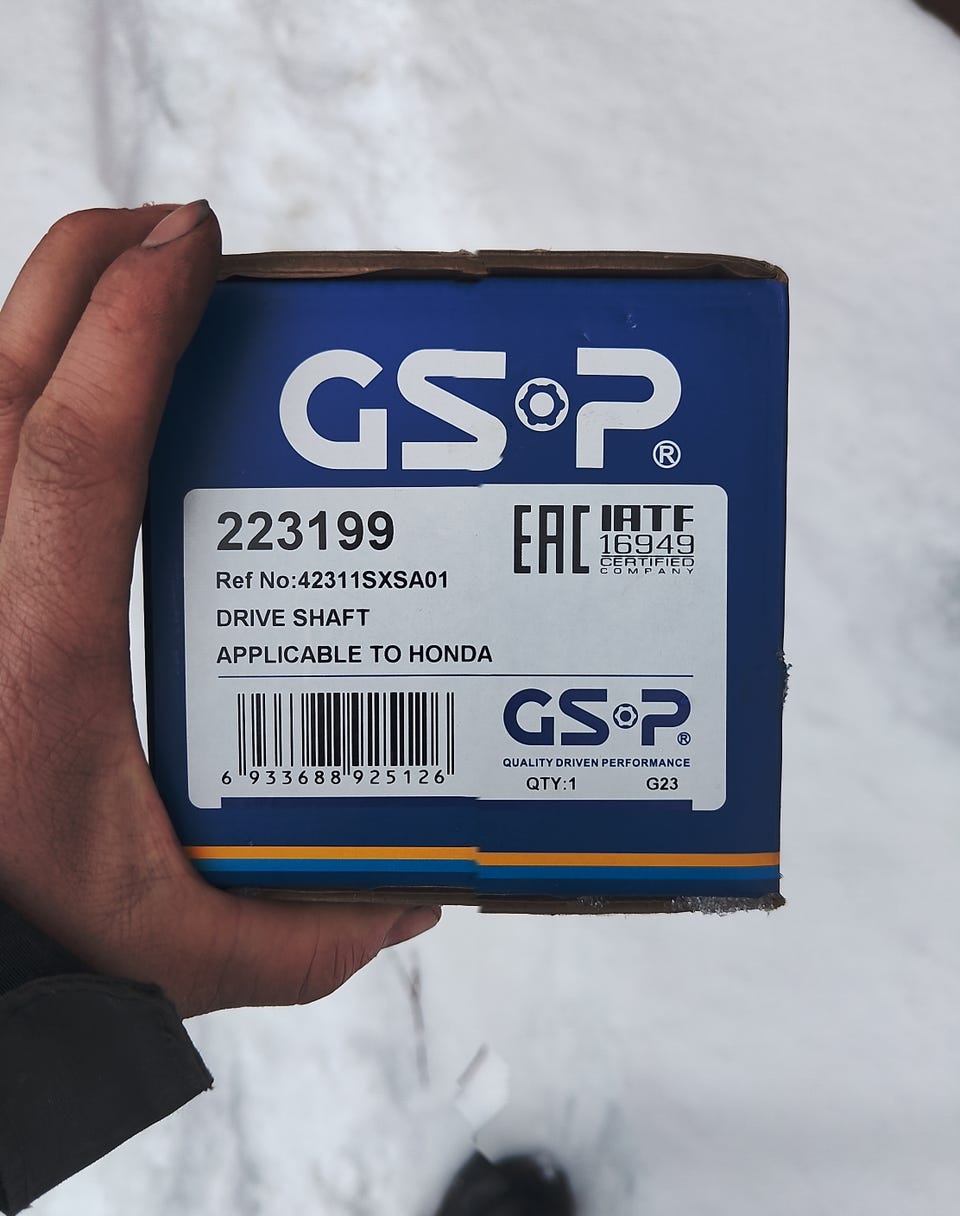 GSP®
223199
EAC
IATF
16949
CERTIFIED
COMPANY
Ref No:42311SXSA01
DRIVE SHAFT
APPLICABLE TO HONDA
6 933688 925126
GSP®
QUALITY DRIVEN PERFORMANCE
QTY:1 G23